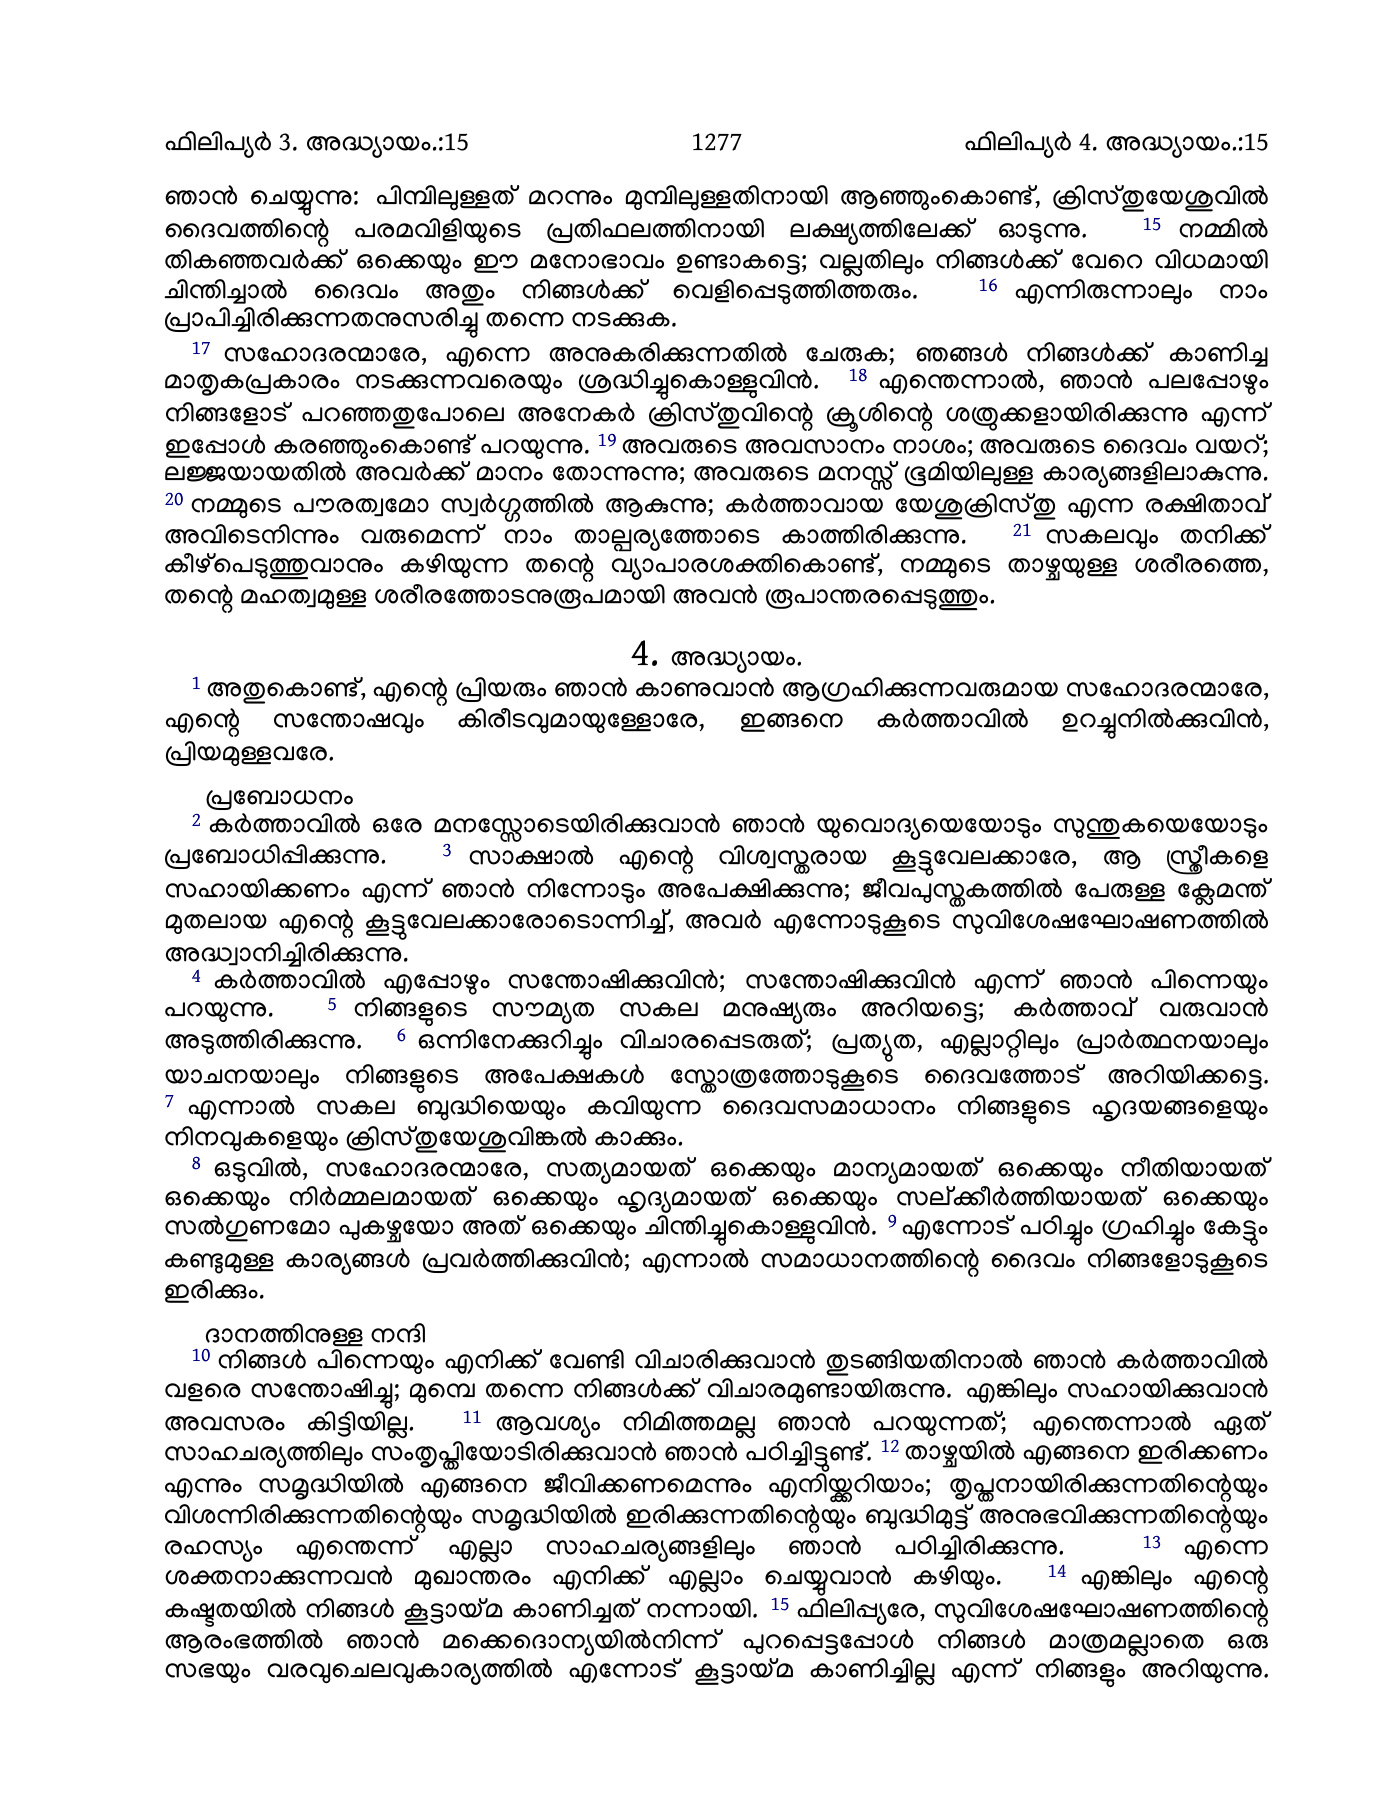 ഫിലിപ്യർ 3. അദ്ധ്യായം.:15 1277 ഫിലിപ്യർ 4. അദ്ധ്യായം.:15
ഞാൻ ചെയ്യുന്നു: പിമ്പിലുള്ളത് മറന്നും മുമ്പിലുള്ളതിനായി ആഞ്ഞുംകൊണ്ട്, ക്രിസ്തുയേശുവിൽ
ദൈവത്തിന്റെ പരമവിളിയുടെ പ്രതിഫലത്തിനായി ലക്ഷ്യത്തിലേക്ക് ഓടുന്നു. 15 നമ്മിൽ
തികഞ്ഞവർക്ക് ഒക്കെയും ഈ മനോഭാവം ഉണ്ടാകട്ടെ; വല്ലതിലും നിങ്ങൾക്ക് വേറെ വിധമായി
ചിന്തിച്ചാൽ ദൈവം അതും നിങ്ങൾക്ക് വെളിപ്പെടുത്തിത്തരും. 16 എന്നിരുന്നാലും നാം
പ്രാപിച്ചിരിക്കുന്നതനുസരിച്ചു തന്നെ നടക്കുക.
17 സഹോദരന്മാരേ, എന്നെ അനുകരിക്കുന്നതിൽ ചേരുക; ഞങ്ങൾ നിങ്ങൾക്ക് കാണിച്ച
മാതൃകപ്രകാരം നടക്കുന്നവരെയും ശ്രദ്ധിച്ചുകൊള്ളുവിൻ. 18 എന്തെന്നാൽ, ഞാൻ പലപ്പോഴും
നിങ്ങളോട് പറഞ്ഞതുപോലെ അനേകർ ക്രിസ്തുവിന്റെ ക്രൂശിന്റെ ശത്രുക്കളായിരിക്കുന്നു എന്ന്
ഇപ്പോൾ കരഞ്ഞുംകൊണ്ട് പറയുന്നു. 19 അവരുടെ അവസാനം നാശം; അവരുടെ ദൈവം വയറ്;
ലജ്ജയായതിൽ അവർക്ക് മാനം തോന്നുന്നു; അവരുടെ മനസ്സ് ഭൂമിയിലുള്ള കാര്യങ്ങളിലാകുന്നു.
20 നമ്മുടെ പൗരത്വമോ സ്വർഗ്ഗത്തിൽ ആകുന്നു; കർത്താവായ യേശുക്രിസ്തു എന്ന രക്ഷിതാവ്
അവിടെനിന്നും വരുമെന്ന് നാം താല്പര്യത്തോടെ കാത്തിരിക്കുന്നു. 21 സകലവും തനിക്ക്
കീഴ്പെടുത്തുവാനും കഴിയുന്ന തന്റെ വ്യാപാരശക്തികൊണ്ട്, നമ്മുടെ താഴ്ചയുള്ള ശരീരത്തെ,
തന്റെ മഹത്വമുള്ള ശരീരത്തോടനുരൂപമായി അവൻ രൂപാന്തരപ്പെടുത്തും.
4. അദ്ധ്യായം.
1 അതുകൊണ്ട്, എന്റെ പ്രിയരും ഞാൻ കാണുവാൻ ആഗ്രഹിക്കുന്നവരുമായ സഹോദരന്മാരേ,
എന്റെ സന്തോഷവും കിരീടവുമായുള്ളോരേ, ഇങ്ങനെ കർത്താവിൽ ഉറച്ചുനിൽക്കുവിൻ,
പ്രിയമുള്ളവരേ.
പ്രബോധനം
2 കർത്താവിൽ ഒരേ മനസ്സോടെയിരിക്കുവാൻ ഞാൻ യുവൊദ്യയെയോടും സുന്തുകയെയോടും
പ്രബോധിപ്പിക്കുന്നു. 3 സാക്ഷാൽ എന്റെ വിശ്വസ്തരായ കൂട്ടുവേലക്കാരേ, ആ സ്ത്രീകളെ
സഹായിക്കണം എന്ന് ഞാൻ നിന്നോടും അപേക്ഷിക്കുന്നു; ജീവപുസ്തകത്തിൽ പേരുള്ള ക്ലേമന്ത്
മുതലായ എന്റെ കൂട്ടുവേലക്കാരോടൊന്നിച്ച്, അവർ എന്നോടുകൂടെ സുവിശേഷഘോഷണത്തിൽ
അദ്ധ്വാനിച്ചിരിക്കുന്നു.
4 കർത്താവിൽ എപ്പോഴും സന്തോഷിക്കുവിൻ; സന്തോഷിക്കുവിൻ എന്ന് ഞാൻ പിന്നെയും
പറയുന്നു. 5 നിങ്ങളുടെ സൗമ്യത സകല മനുഷ്യരും അറിയട്ടെ; കർത്താവ് വരുവാൻ
അടുത്തിരിക്കുന്നു. 6 ഒന്നിനേക്കുറിച്ചും വിചാരപ്പെടരുത്; പ്രത്യുത, എല്ലാറ്റിലും പ്രാർത്ഥനയാലും
യാചനയാലും നിങ്ങളുടെ അപേക്ഷകൾ സ്തോത്രത്തോടുകൂടെ ദൈവത്തോട് അറിയിക്കട്ടെ.
7 എന്നാൽ സകല ബുദ്ധിയെയും കവിയുന്ന ദൈവസമാധാനം നിങ്ങളുടെ ഹൃദയങ്ങളെയും
നിനവുകളെയും ക്രിസ്തുയേശുവിങ്കൽ കാക്കും.
8 ഒടുവിൽ, സഹോദരന്മാരേ, സത്യമായത് ഒക്കെയും മാന്യമായത് ഒക്കെയും നീതിയായത്
ഒക്കെയും നിർമ്മലമായത് ഒക്കെയും ഹൃദ്യമായത് ഒക്കെയും സല്ക്കീർത്തിയായത് ഒക്കെയും
സൽഗുണമോ പുകഴ്ചയോ അത് ഒക്കെയും ചിന്തിച്ചുകൊള്ളുവിൻ. 9 എന്നോട് പഠിച്ചും ഗ്രഹിച്ചും കേട്ടും
കണ്ടുമുള്ള കാര്യങ്ങൾ പ്രവർത്തിക്കുവിൻ; എന്നാൽ സമാധാനത്തിന്റെ ദൈവം നിങ്ങളോടുകൂടെ
ഇരിക്കും.
ദാനത്തിനുള്ള നന്ദി
10 നിങ്ങൾ പിന്നെയും എനിക്ക് വേണ്ടി വിചാരിക്കുവാൻ തുടങ്ങിയതിനാൽ ഞാൻ കർത്താവിൽ
വളരെ സന്തോഷിച്ചു; മുമ്പെ തന്നെ നിങ്ങൾക്ക് വിചാരമുണ്ടായിരുന്നു. എങ്കിലും സഹായിക്കുവാൻ
അവസരം കിട്ടിയില്ല. 11 ആവശ്യം നിമിത്തമല്ല ഞാൻ പറയുന്നത്; എന്തെന്നാൽ ഏത്
സാഹചര്യത്തിലും സംതൃപ്തിയോടിരിക്കുവാൻ ഞാൻ പഠിച്ചിട്ടുണ്ട്. 12 താഴ്ചയിൽ എങ്ങനെ ഇരിക്കണം
എന്നും സമൃദ്ധിയിൽ എങ്ങനെ ജീവിക്കണമെന്നും എനിയ്ക്കറിയാം; തൃപ്തനായിരിക്കുന്നതിന്റെയും
വിശന്നിരിക്കുന്നതിന്റെയും സമൃദ്ധിയിൽ ഇരിക്കുന്നതിന്റെയും ബുദ്ധിമുട്ട് അനുഭവിക്കുന്നതിന്റെയും
രഹസ്യം എന്തെന്ന് എല്ലാ സാഹചര്യങ്ങളിലും ഞാൻ പഠിച്ചിരിക്കുന്നു. 13 എന്നെ
ശക്തനാക്കുന്നവൻ മുഖാന്തരം എനിക്ക് എല്ലാം ചെയ്യുവാൻ കഴിയും. 14 എങ്കിലും എന്റെ
കഷ്ടതയിൽ നിങ്ങൾ കൂട്ടായ്മ കാണിച്ചത് നന്നായി. 15 ഫിലിപ്പ്യരേ, സുവിശേഷഘോഷണത്തിന്റെ
ആരംഭത്തിൽ ഞാൻ മക്കെദൊന്യയിൽനിന്ന് പുറപ്പെട്ടപ്പോൾ നിങ്ങൾ മാത്രമല്ലാതെ ഒരു
സഭയും വരവുചെലവുകാര്യത്തിൽ എന്നോട് കൂട്ടായ്മ കാണിച്ചില്ല എന്ന് നിങ്ങളും അറിയുന്നു.